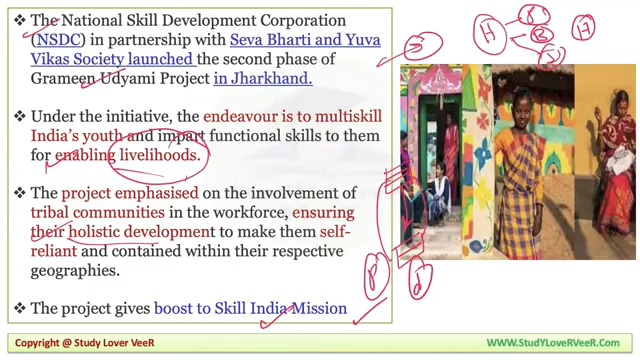 ❖ The National Skill Development Corporation
(NSDC) in partnership with Seva Bharti and Yuva
Vikas Society launched the second phase of
Grameen Udyami Project in Jharkhand.
❖ Under the initiative, the endeavour is to multiskill
India's youth and impart functional skills to them
for enabling livelihoods.
❖ The project emphasised on the involvement of
tribal communities in the workforce, ensuring
their holistic development to make them self-
reliant and contained within their respective
geographies.
❖ The project gives boost to Skill India Mission
H
B
H
P
Copyright @ Study Lover VeeR
WWW.StudyLoverVeeR.Com